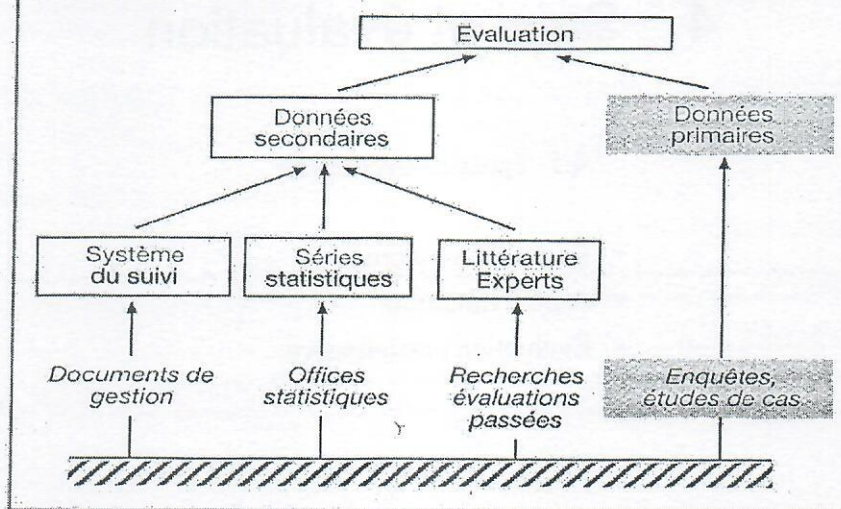 Evaluation
Données
secondaires
Données
primaires
Système
du suivi
Séries
statistiques
Littérature
Experts
Documents de
gestion
Offices
statistiques
Recherches
évaluations
passées
Enquêtes,
études de cas